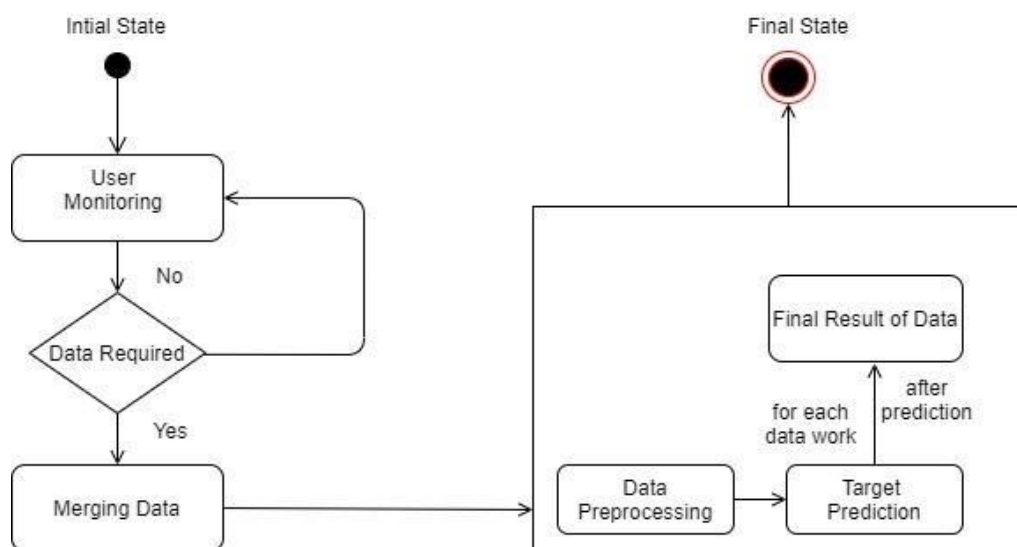 Intial State
User
Monitoring
No
Data Required
Yes
Merging Data
Final State
Final Result of Data
for each
data work
after
prediction
Data
Preprocessing
Target
Prediction